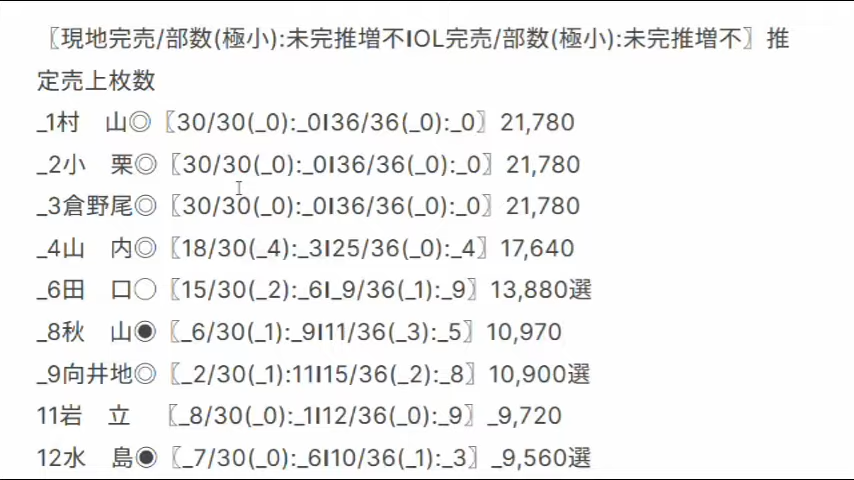 〖現地完売/部数(極小):未完推増不IOL完売/部数(極小):未完推増不〗推
定売上枚数
_1村　山◎〖30/30(_0):_0I36/36(_0):_0〗21,780
_2小　栗◎〖30/30(_0):_0I36/36(_0):_0〗21,780
_3倉野尾◎〖30/30(_0):_0I36/36(_0):_0〗21,780
_4山　内◎〖18/30(_4):_3I25/36(_0):_4〗17,640
_6田　口○〖15/30(_2):_6I_9/36(_1):_9〗13,880選
_8秋　山◉〖_6/30(_1):_9I11/36(_3):_5〗10,970
_9向井地◎〖_2/30(_1):11I15/36(_2):_8〗10,900選
11岩　立　〖_8/30(_0):_1I12/36(_0):_9〗_9,720
12水　島◉〖_7/30(_0):_6I10/36(_1):_3〗_9,560選